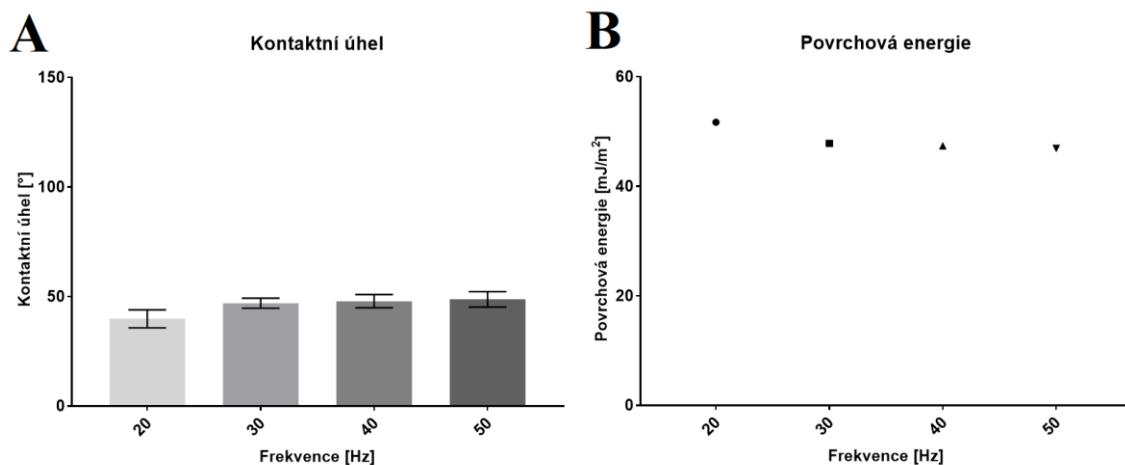 A
Kontaktní úhel
Kontaktní úhel [°]
150
100
50
0
20
30
40
50
Frekvence [Hz]
B
Povrchová energie
Povrchová energie [mJ/m²]
60
40
20
0
20
30
40
50
Frekvence [Hz]